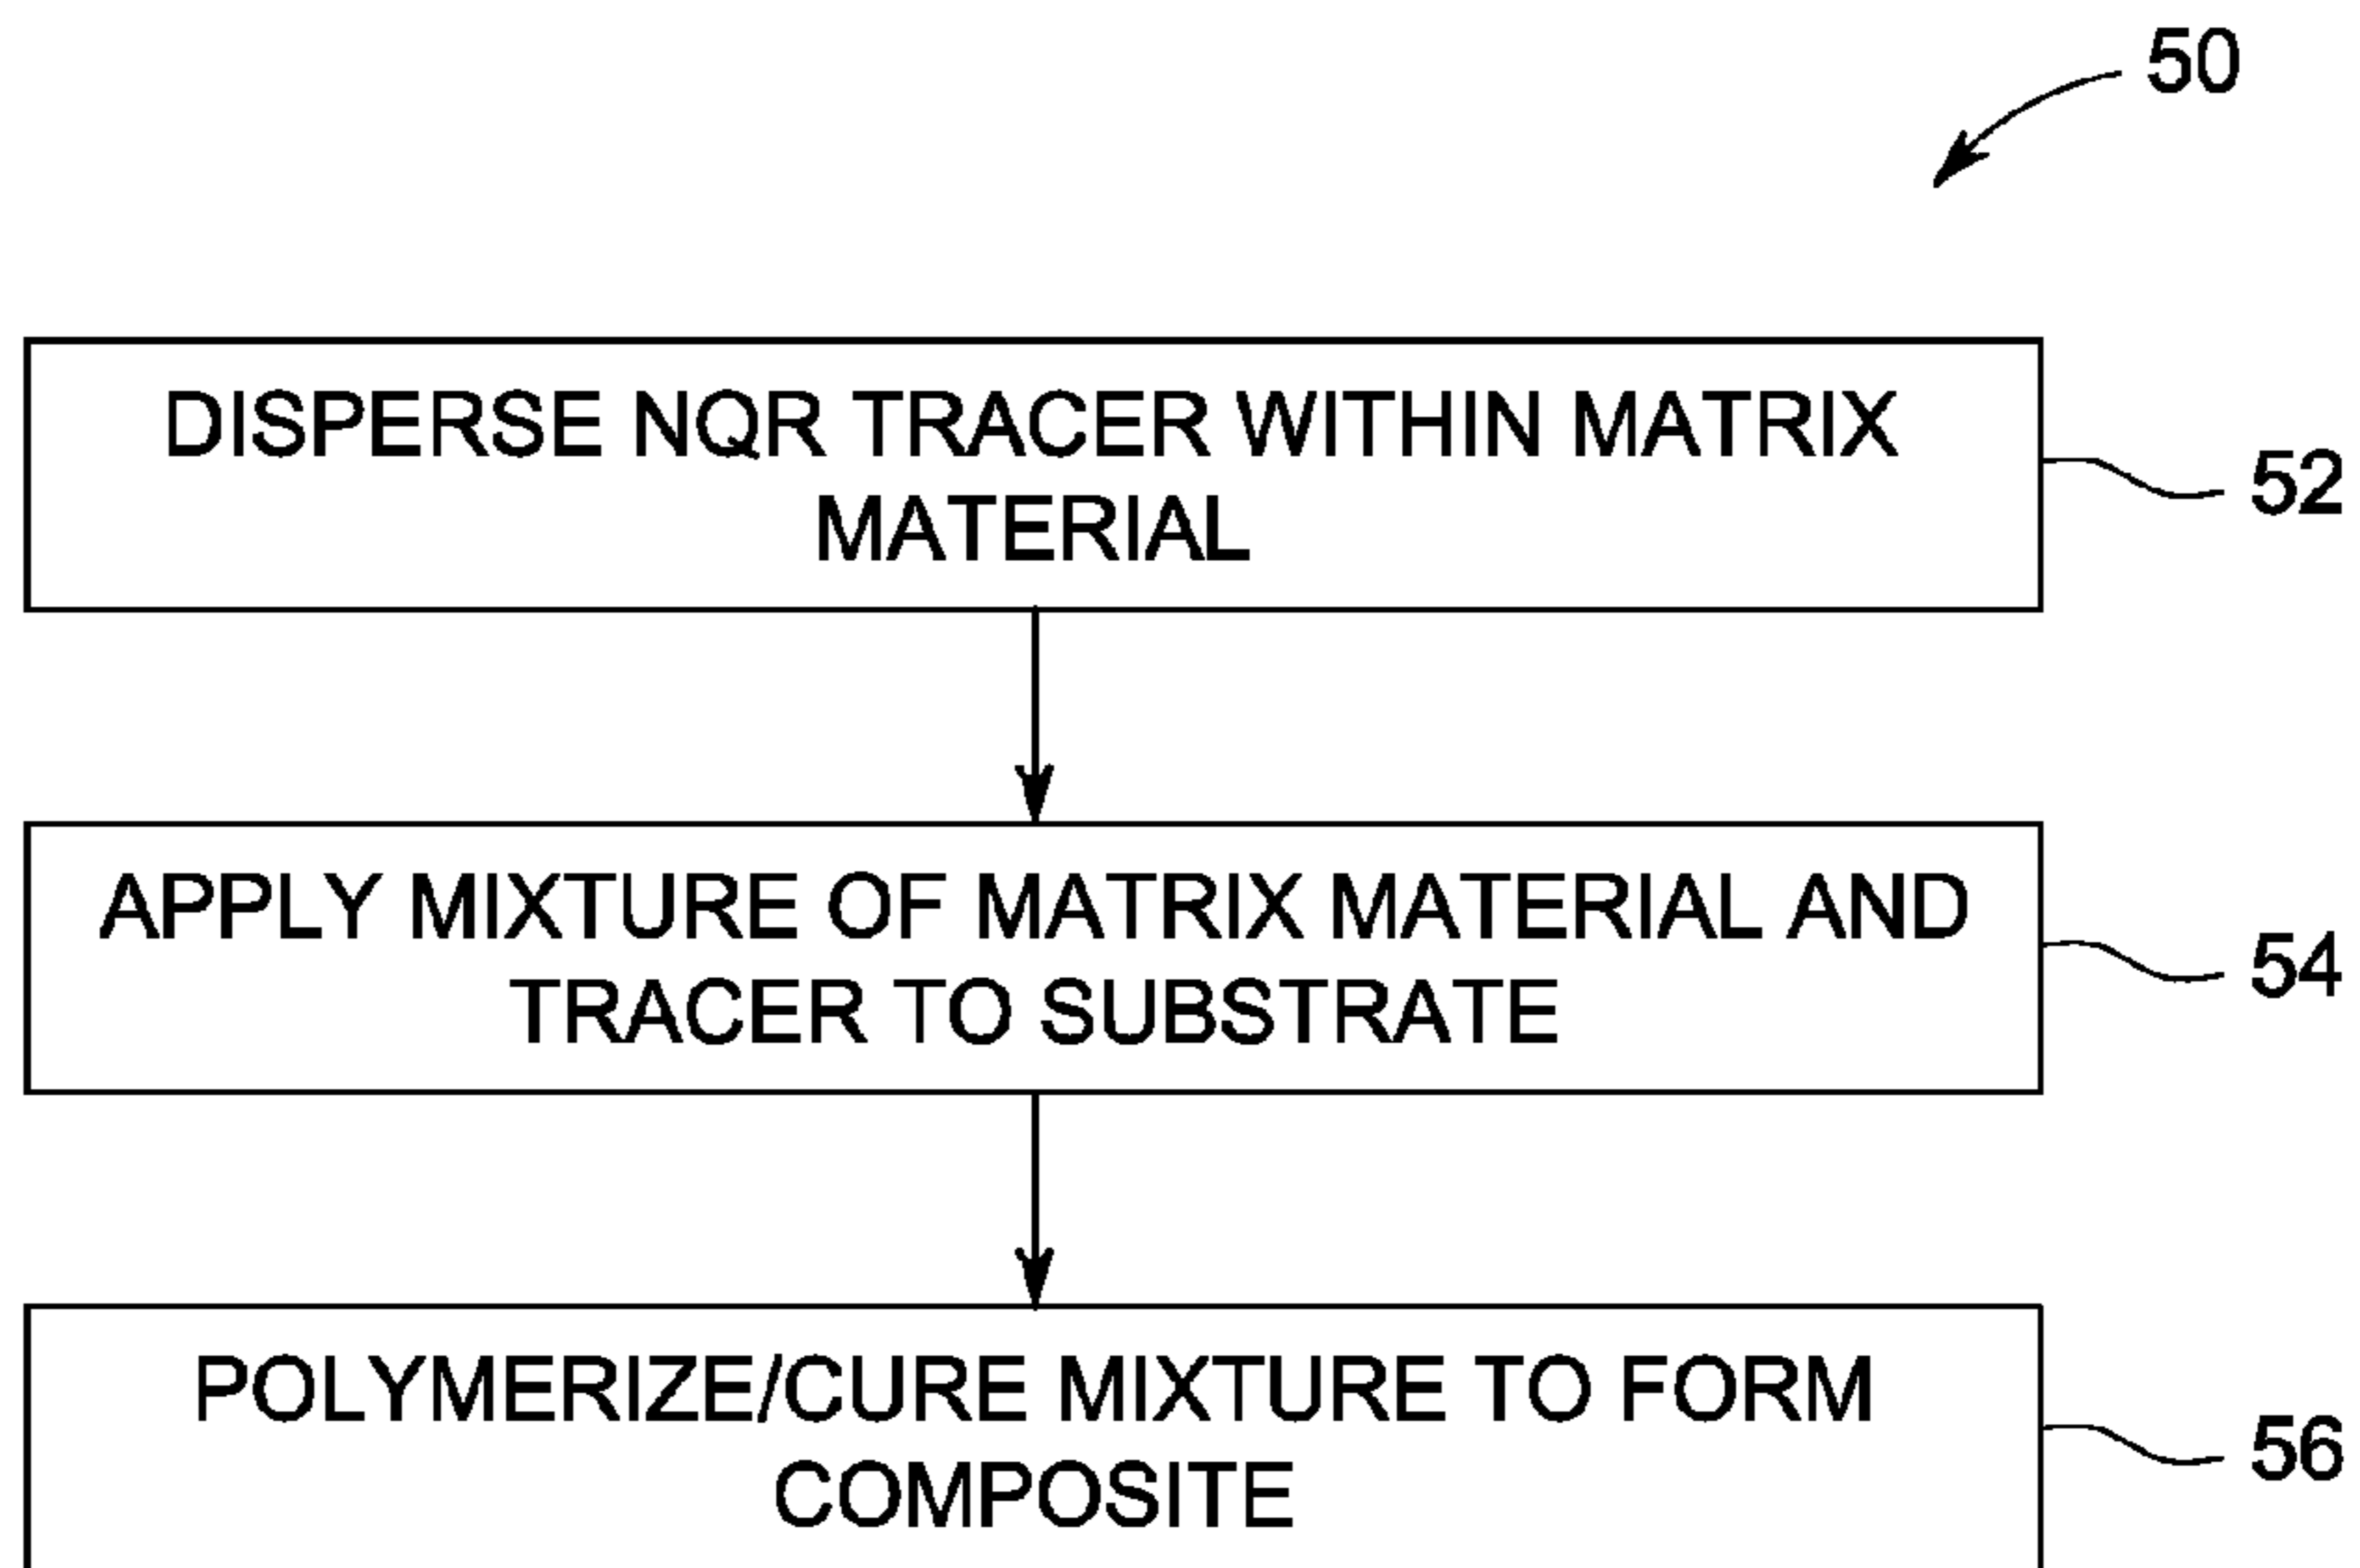 50
DISPERSE NQR TRACER WITHIN MATRIX
MATERIAL
52
APPLY MIXTURE OF MATRIX MATERIAL AND
TRACER TO SUBSTRATE
54
POLYMERIZE/CURE MIXTURE TO FORM
COMPOSITE
56